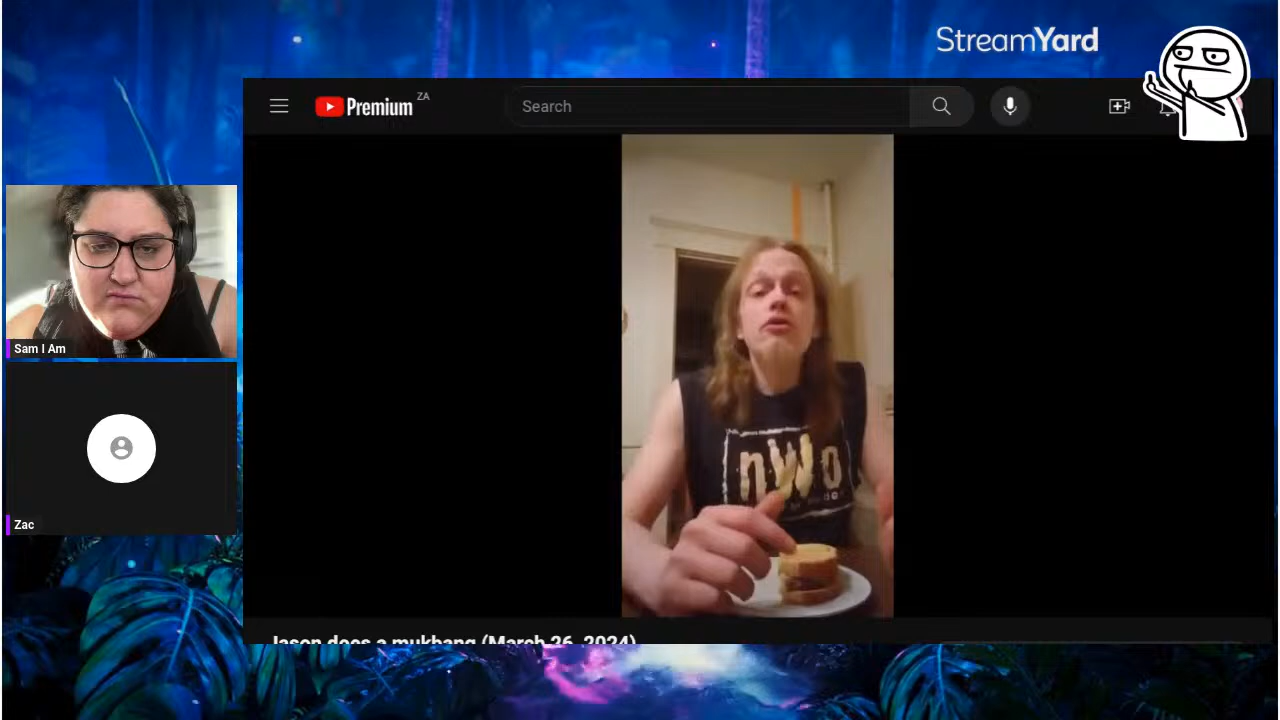 StreamYard
Premium ZA
Search
nWo
Sam I Am
Zac
Jason does a mukbang (March 26, 2024)